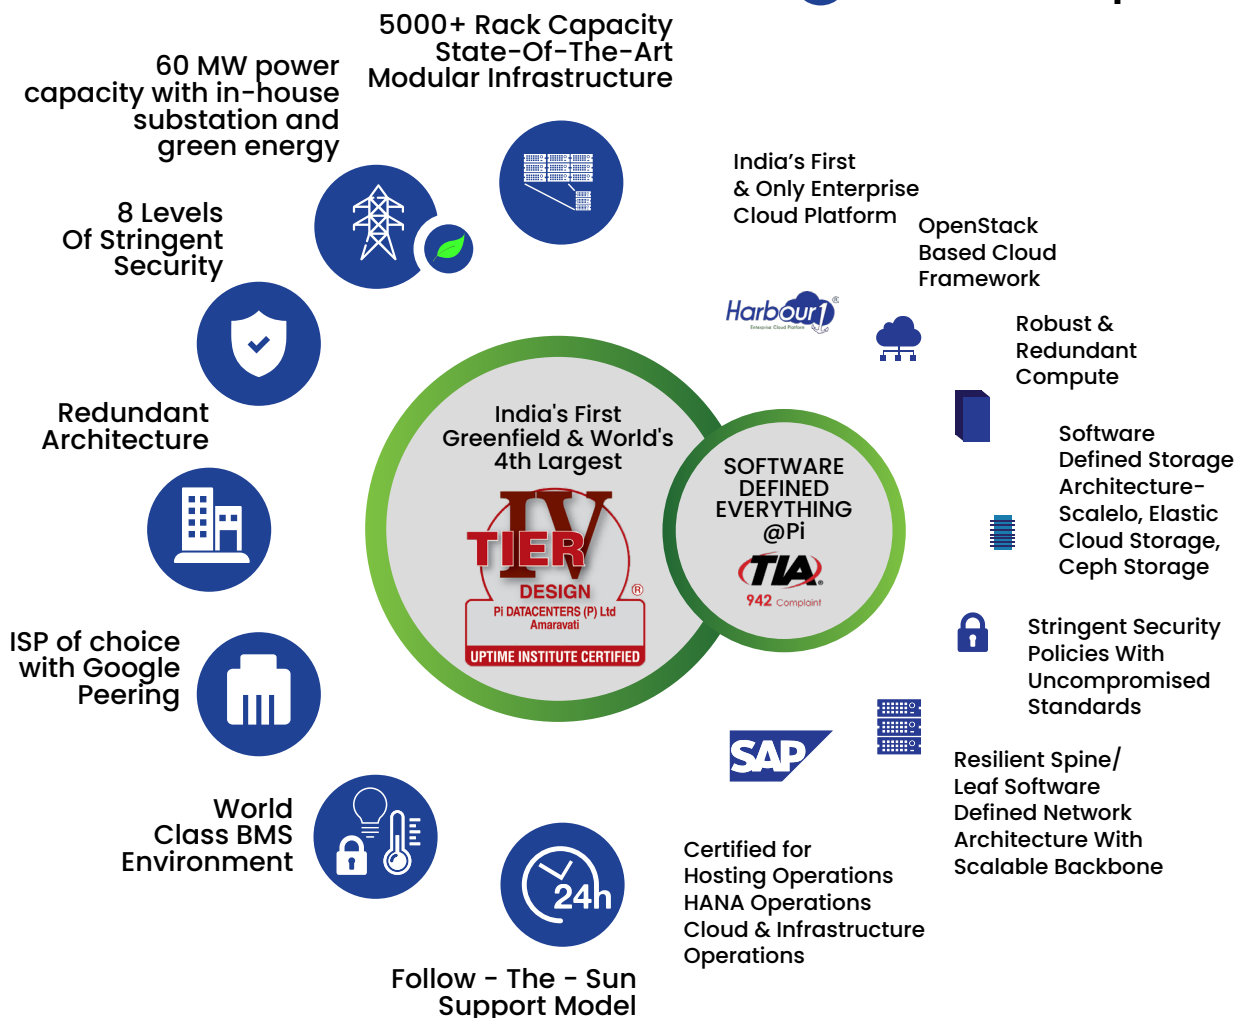 5000+ Rack Capacity
State-Of-The-Art
Modular Infrastructure
60 MW power
capacity with in-house
substation and
green energy
8 Levels
Of Stringent
Security
Redundant
Architecture
ISP of choice
with Google
Peering
World
Class BMS
Environment
24h
Follow - The - Sun
Support Model
India's First
Greenfield & World's
4th Largest
IV
TIER
DESIGN
®
Pi DATACENTERS (P) Ltd
Amaravati
UPTIME INSTITUTE CERTIFIED
SOFTWARE
DEFINED
EVERYTHING
@Pi
TIA®
942 Complaint
India’s First
& Only Enterprise
Cloud Platform
Harbour1®
Enterprise Cloud Platform
OpenStack
Based Cloud
Framework
Robust &
Redundant
Compute
Software
Defined Storage
Architecture-
Scalelo, Elastic
Cloud Storage,
Ceph Storage
Stringent Security
Policies With
Uncompromised
Standards
Resilient Spine/
Leaf Software
Defined Network
Architecture With
Scalable Backbone
SAP
Certified for
Hosting Operations
HANA Operations
Cloud & Infrastructure
Operations